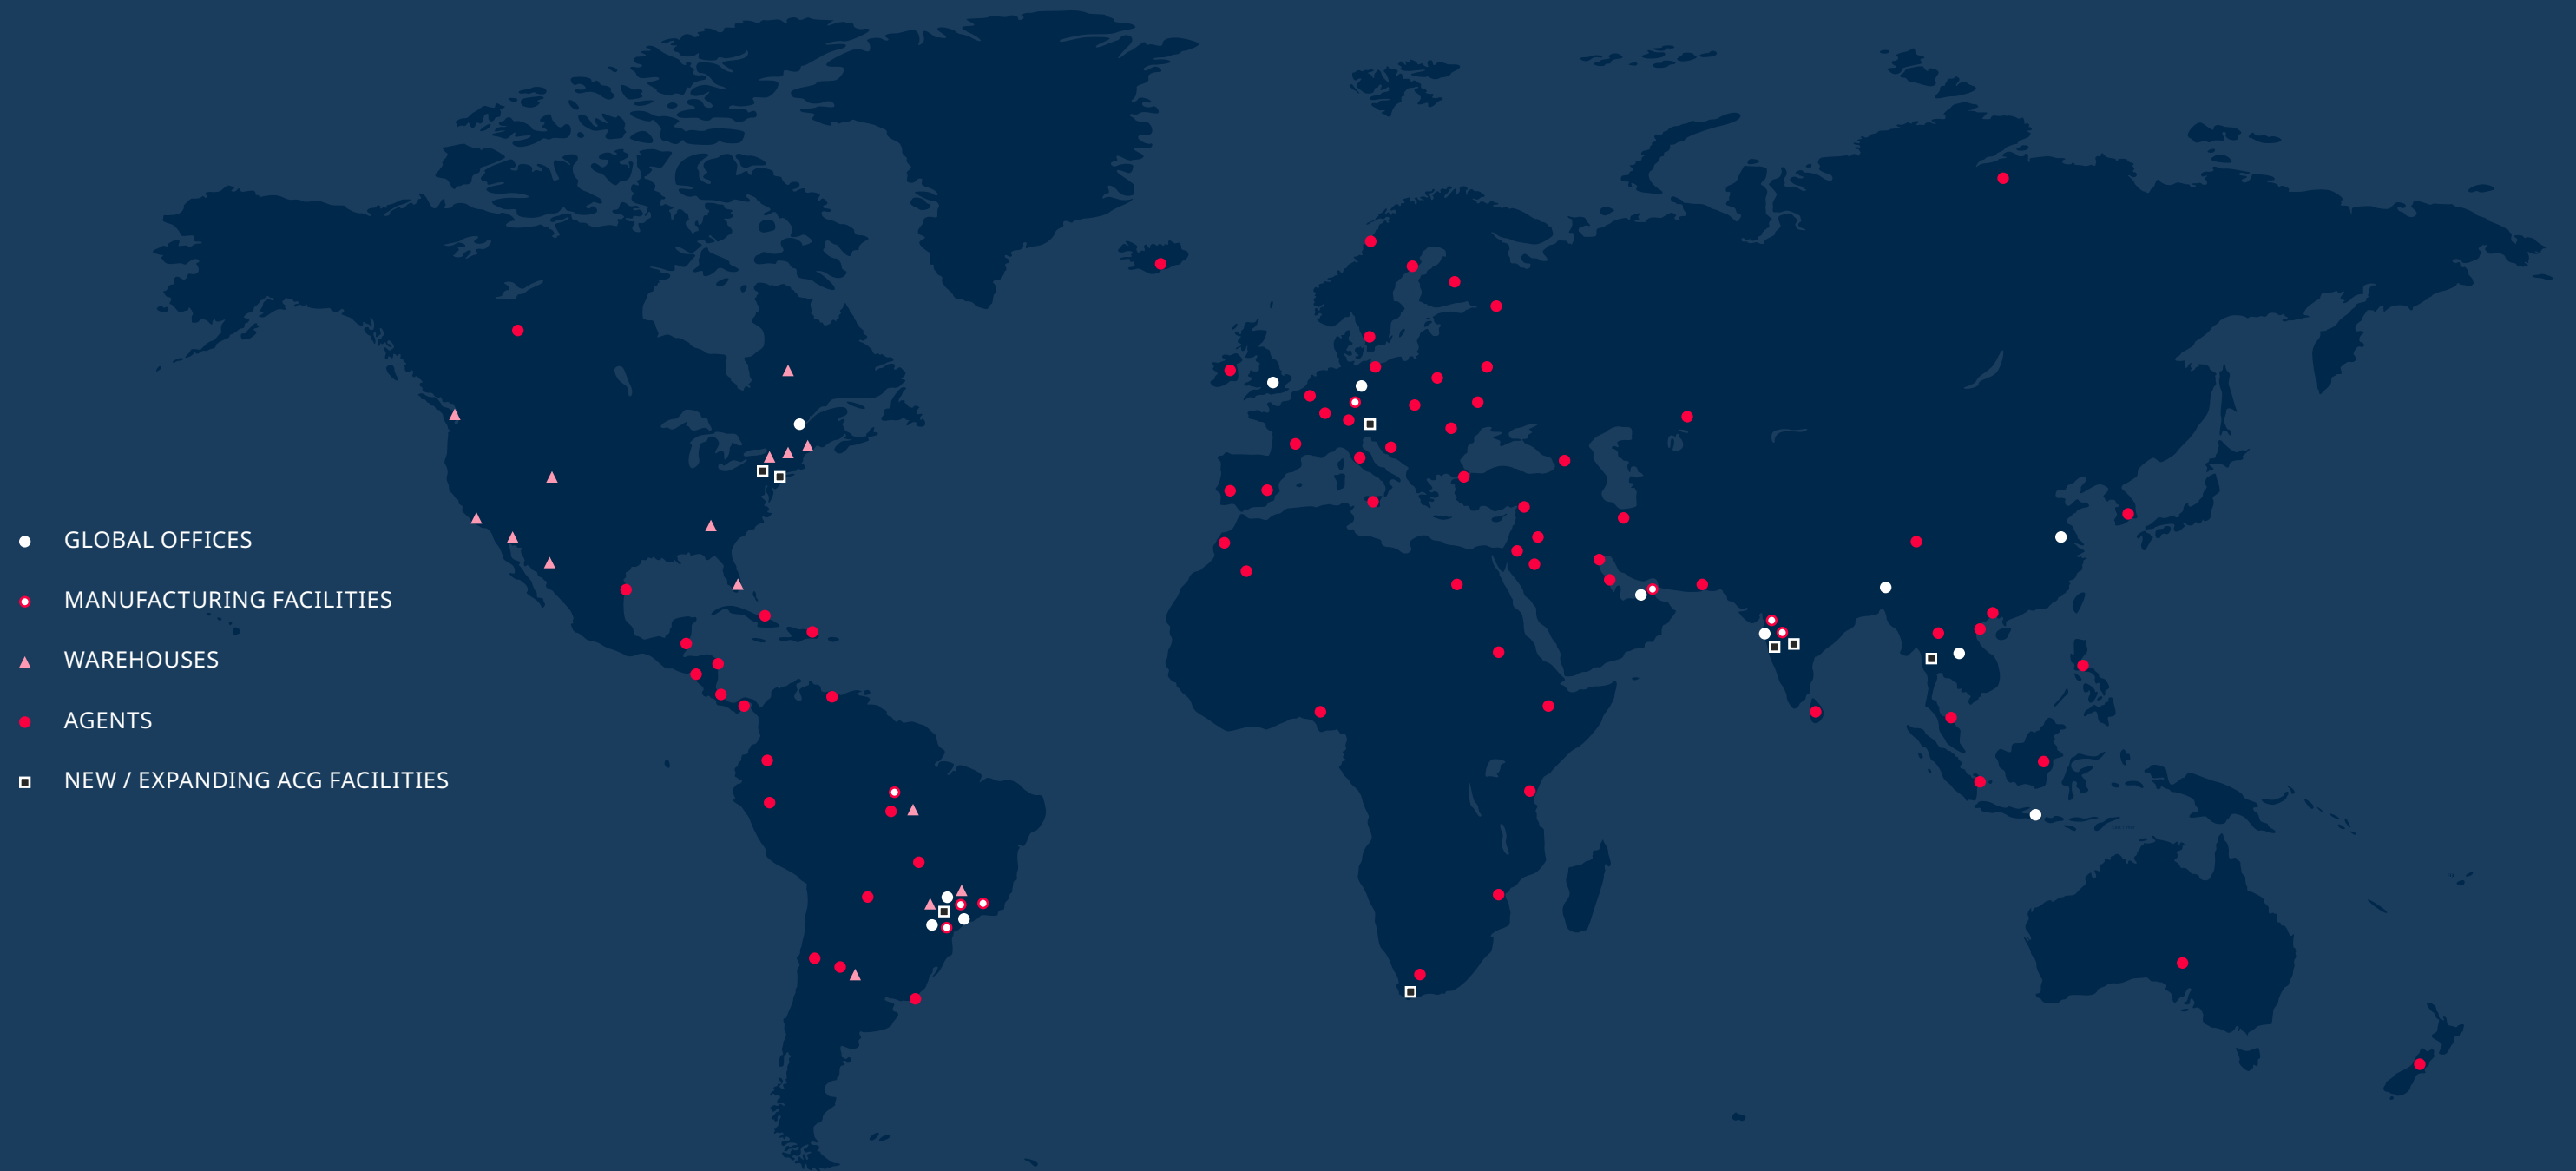 GLOBAL OFFICES
MANUFACTURING FACILITIES
WAREHOUSES
AGENTS
NEW / EXPANDING ACG FACILITIES